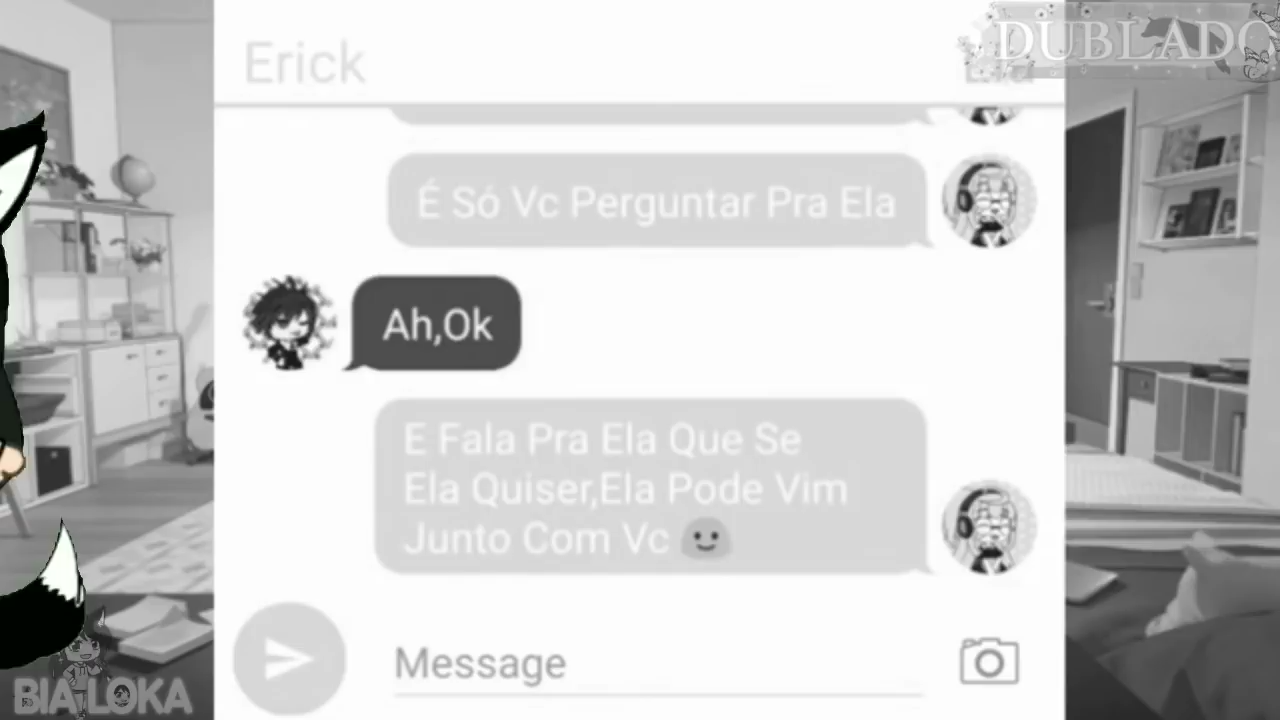 Erick
DUBLADO
É Só Vc Perguntar Pra Ela
Ah,Ok
E Fala Pra Ela Que Se
Ela Quiser,Ela Pode Vim
Junto Com Vc
Message
BIA LOKA